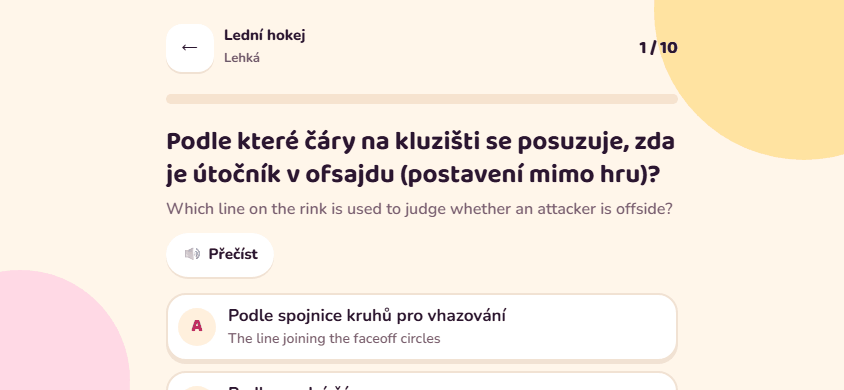 ←
Lední hokej
Lehká
1 / 10
Podle které čáry na kluzišti se posuzuje, zda
je útočník v ofsajdu (postavení mimo hru)?
Which line on the rink is used to judge whether an attacker is offside?
Přečíst
A
Podle spojnice kruhů pro vhazování
The line joining the faceoff circles